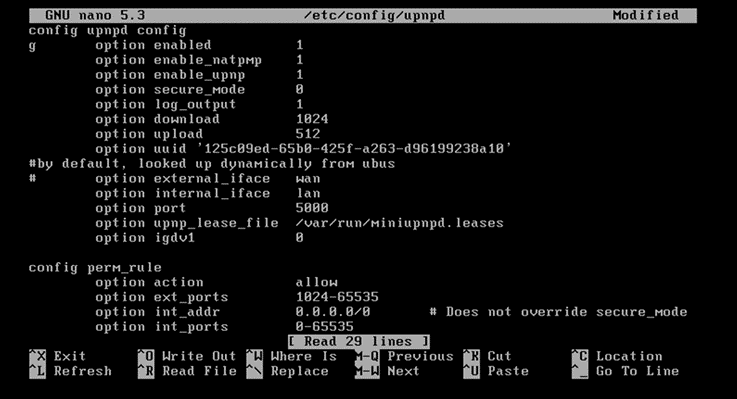 GNU nano 5.3 /etc/config/upnpd Modified
config upnpd config
g option enabled 1
option enable_natpmp 1
option enable_upnp 1
option secure_mode 0
option log_output 1
option download 1024
option upload 512
option uuid '125c09ed-65b0-425f-a263-d96199238a10'
#by default, looked up dynamically from ubus
# option external_iface wan
option internal_iface lan
option port 5000
option upnp_lease_file /var/run/miniupnpd.leases
option igdv1 0
config perm_rule
option action allow
option ext_ports 1024-65535
option int_addr 0.0.0.0/0 # Does not override secure_mode
option int_ports 0-65535
[ Read 29 lines ]
^X Exit ^O Write Out ^W Where Is M-Q Previous ^K Cut ^C Location
^L Refresh ^R Read File ^\ Replace M-W Next ^U Paste ^_ Go To Line